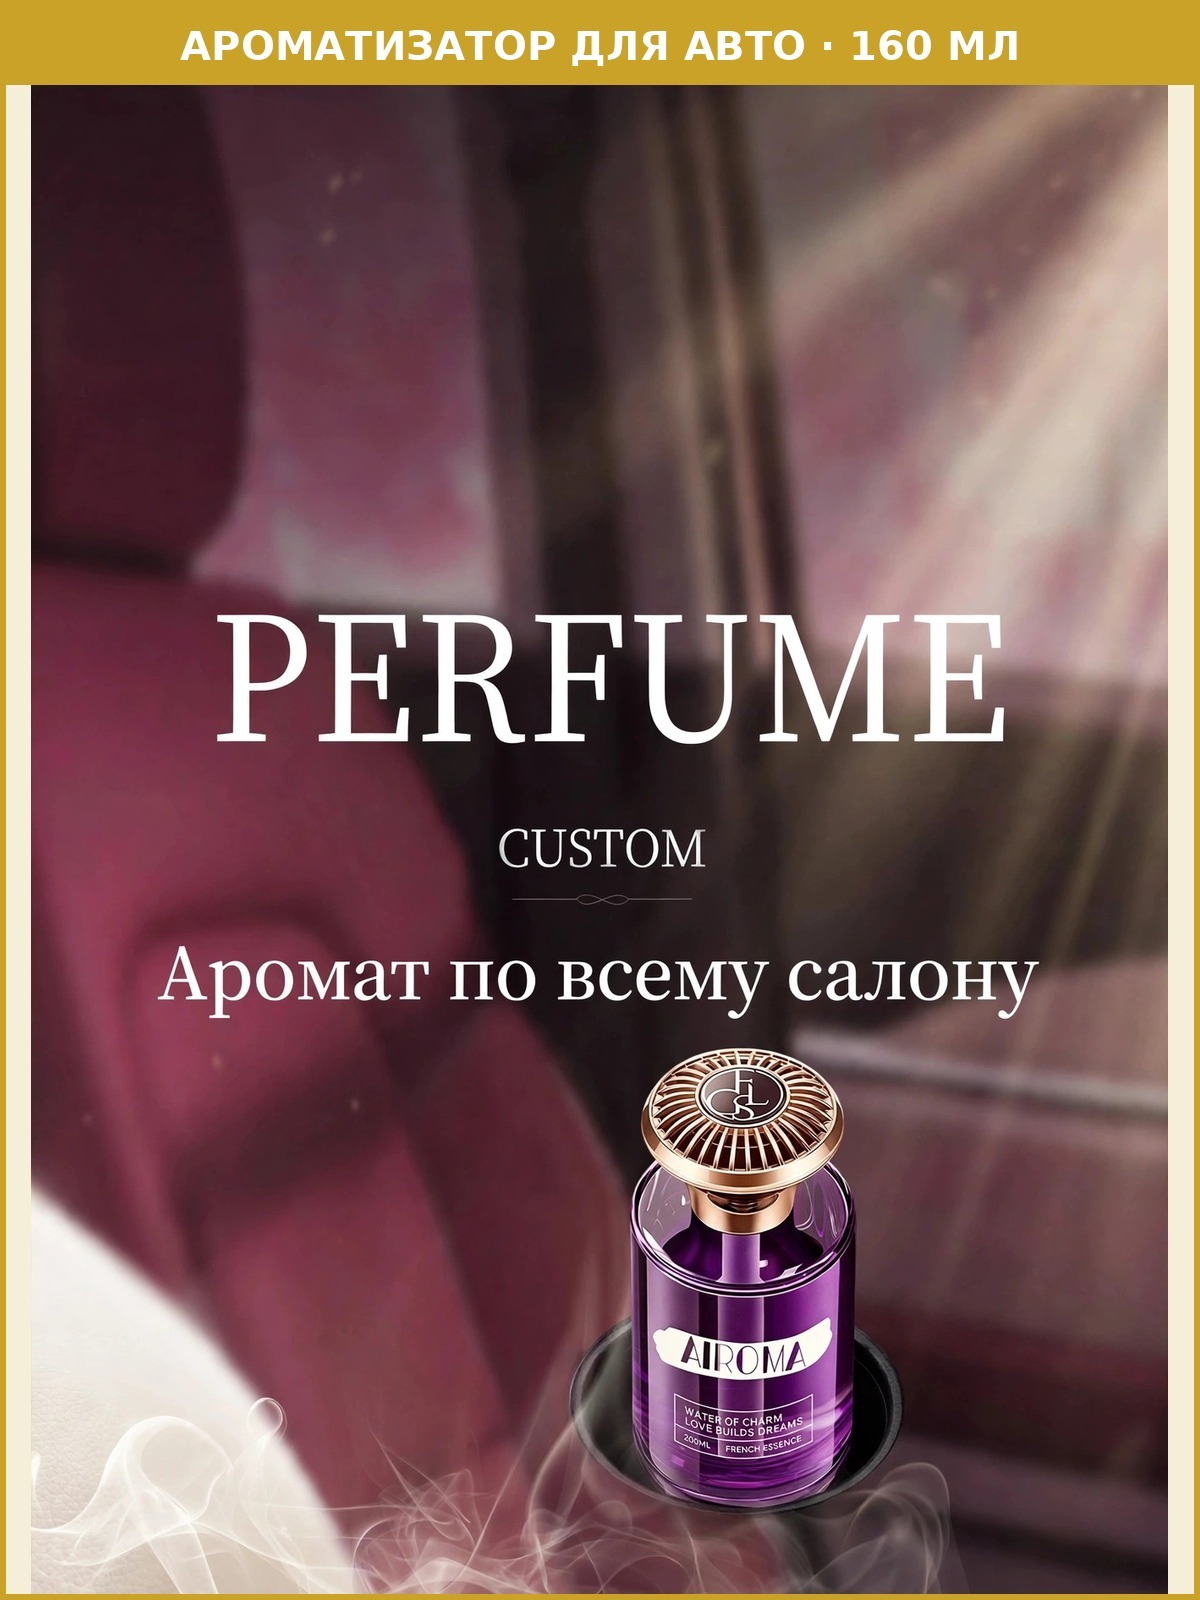 АРОМАТИЗАТОР ДЛЯ АВТО · 160 МЛ
PERFUME
CUSTOM
Аромат по всему салону
AIROMA
WATER OF CHARM
LOVE BUILDS DREAMS
200ML FRENCH ESSENCE